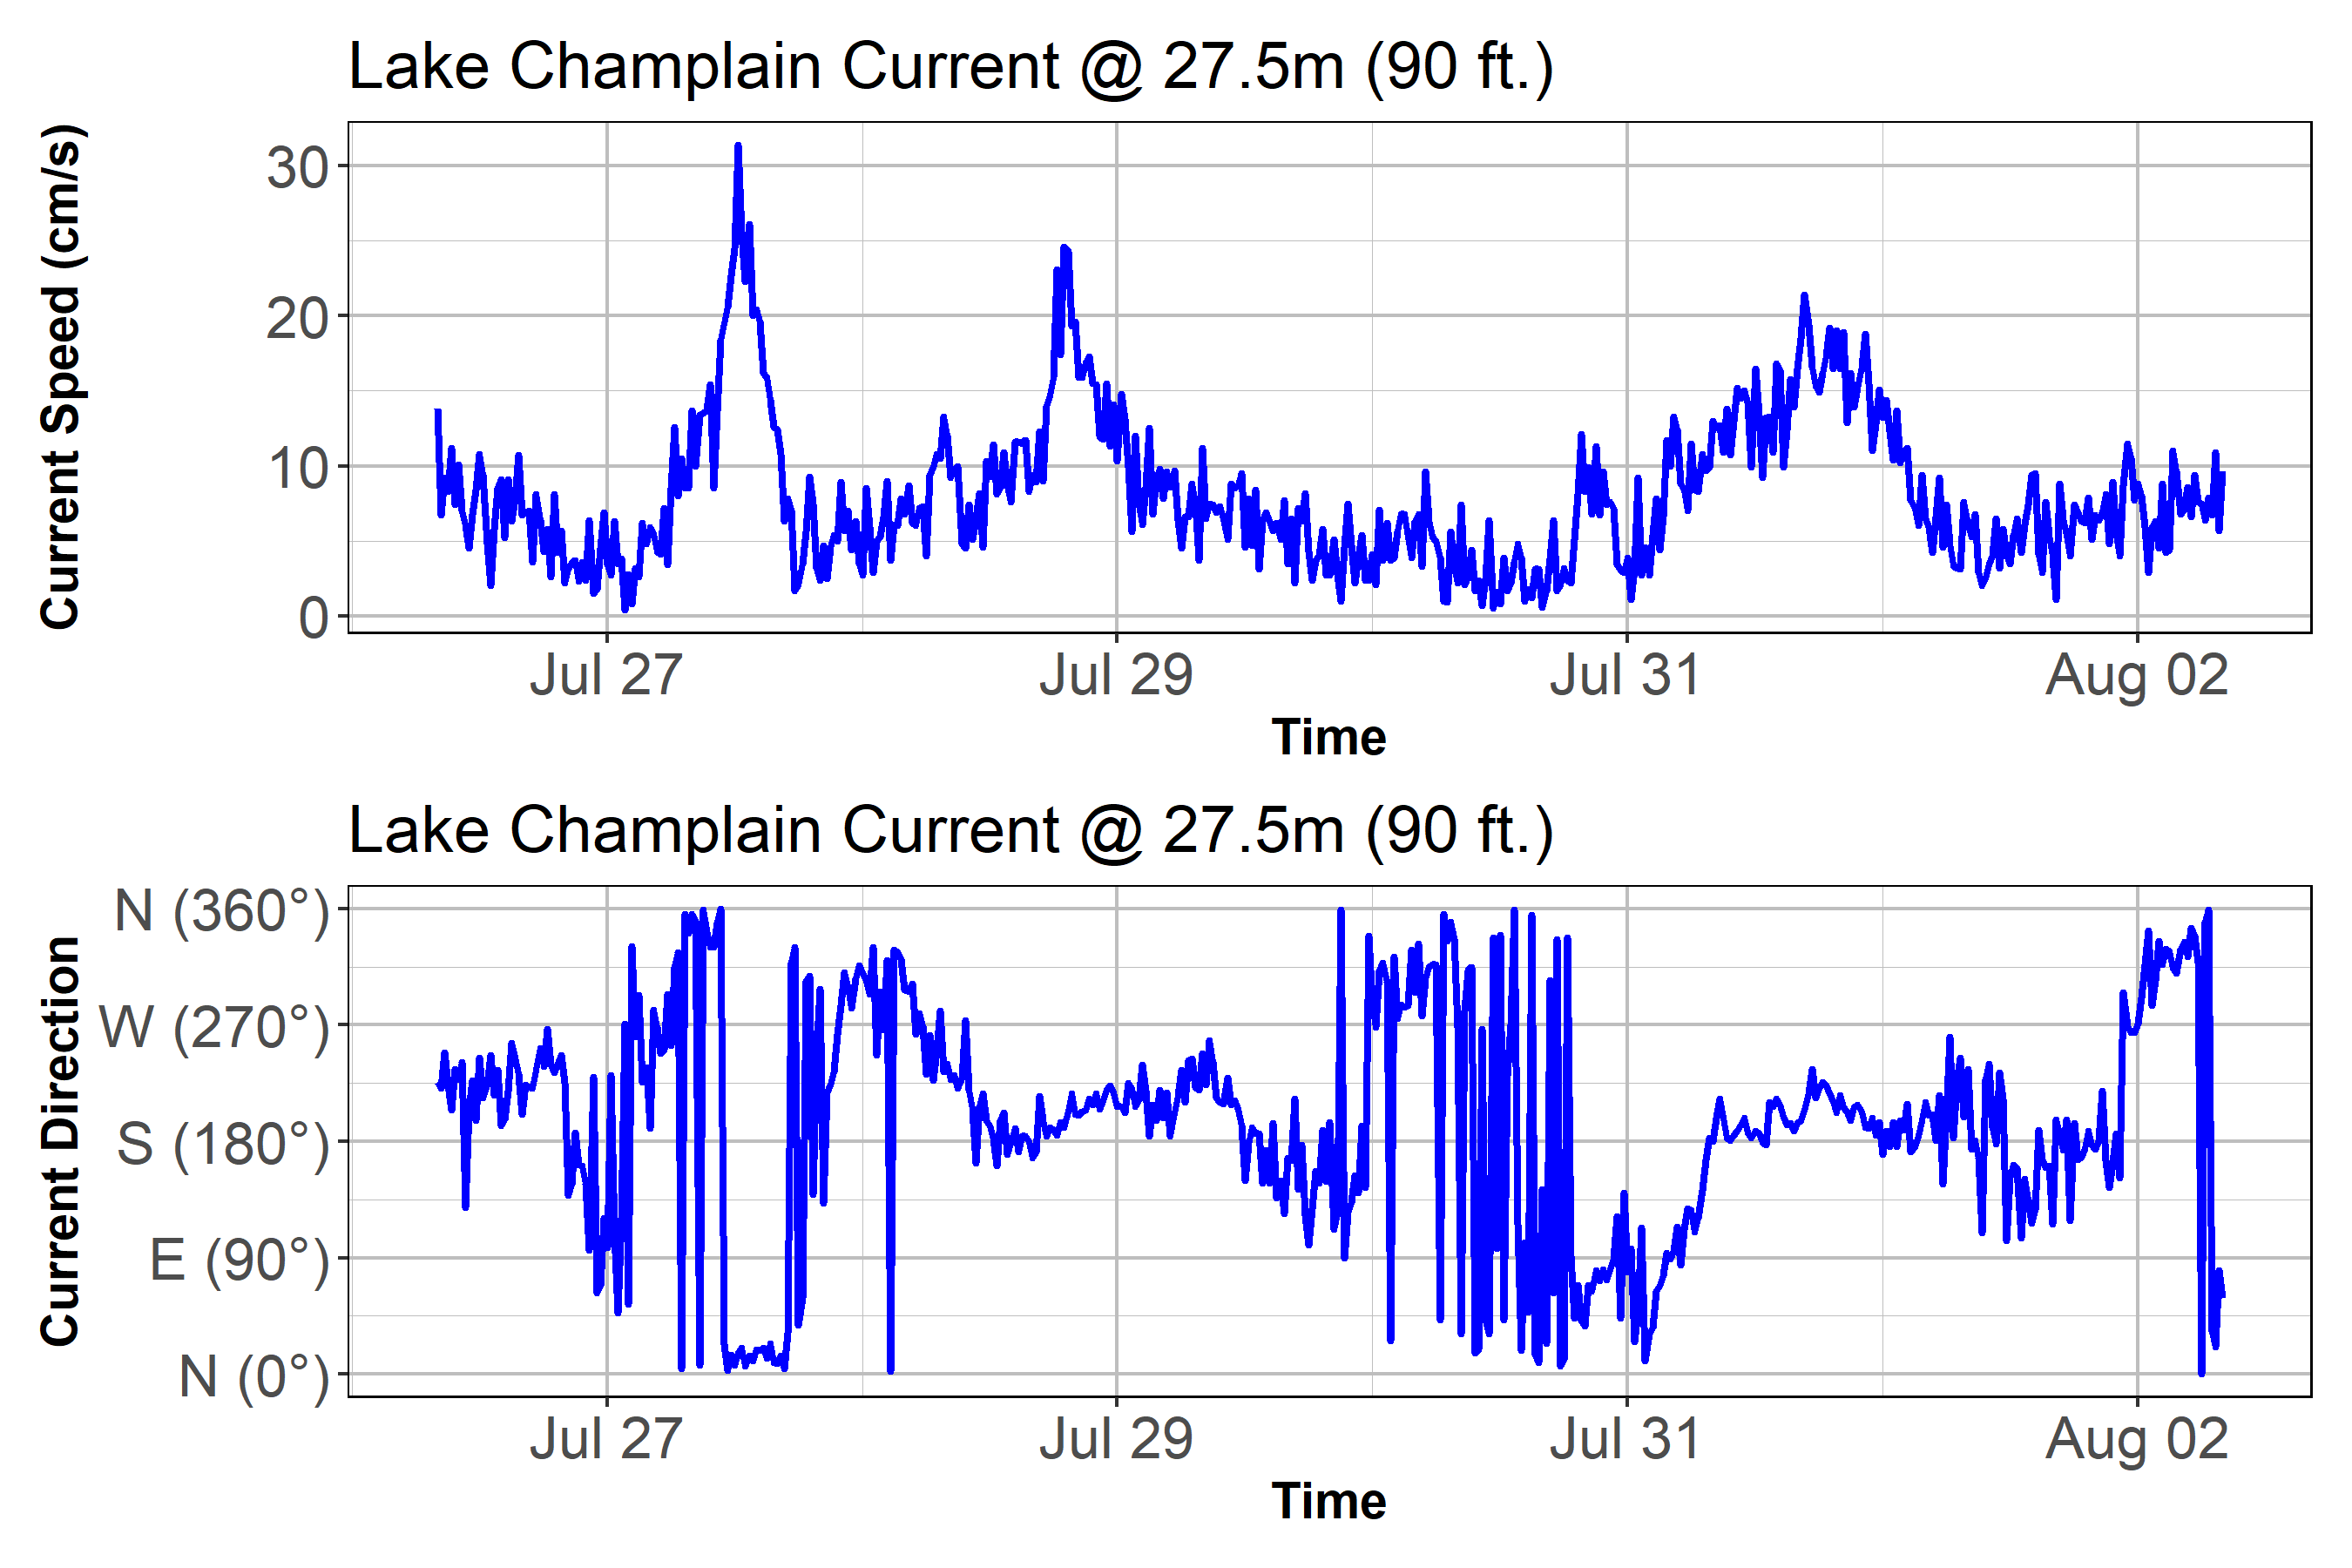 Lake Champlain Current @ 27.5m (90 ft.)
Current Speed (cm/s)
30
20
10
0
Jul 27 Jul 29 Jul 31 Aug 02
Time
Lake Champlain Current @ 27.5m (90 ft.)
Current Direction
N (360°)
W (270°)
S (180°)
E (90°)
N (0°)
Jul 27 Jul 29 Jul 31 Aug 02
Time